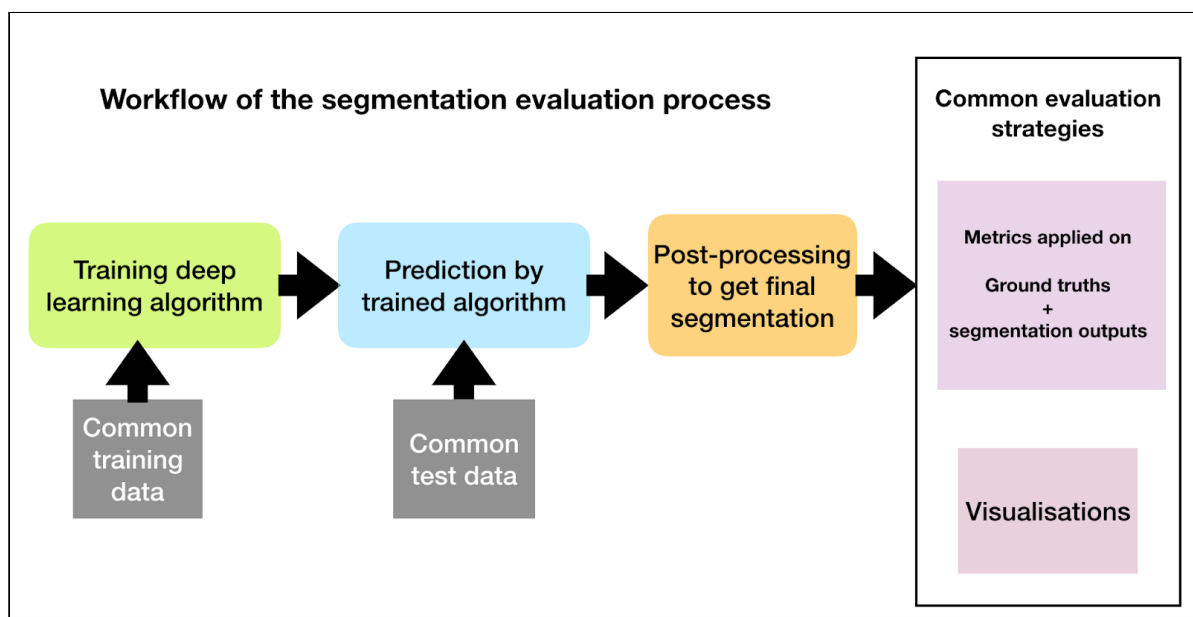 Workflow of the segmentation evaluation process
Training deep
learning algorithm
Prediction by
trained algorithm
Post-processing
to get final
segmentation
Common
training
data
Common
test data
Common evaluation
strategies
Metrics applied on
Ground truths
+
segmentation outputs
Visualisations